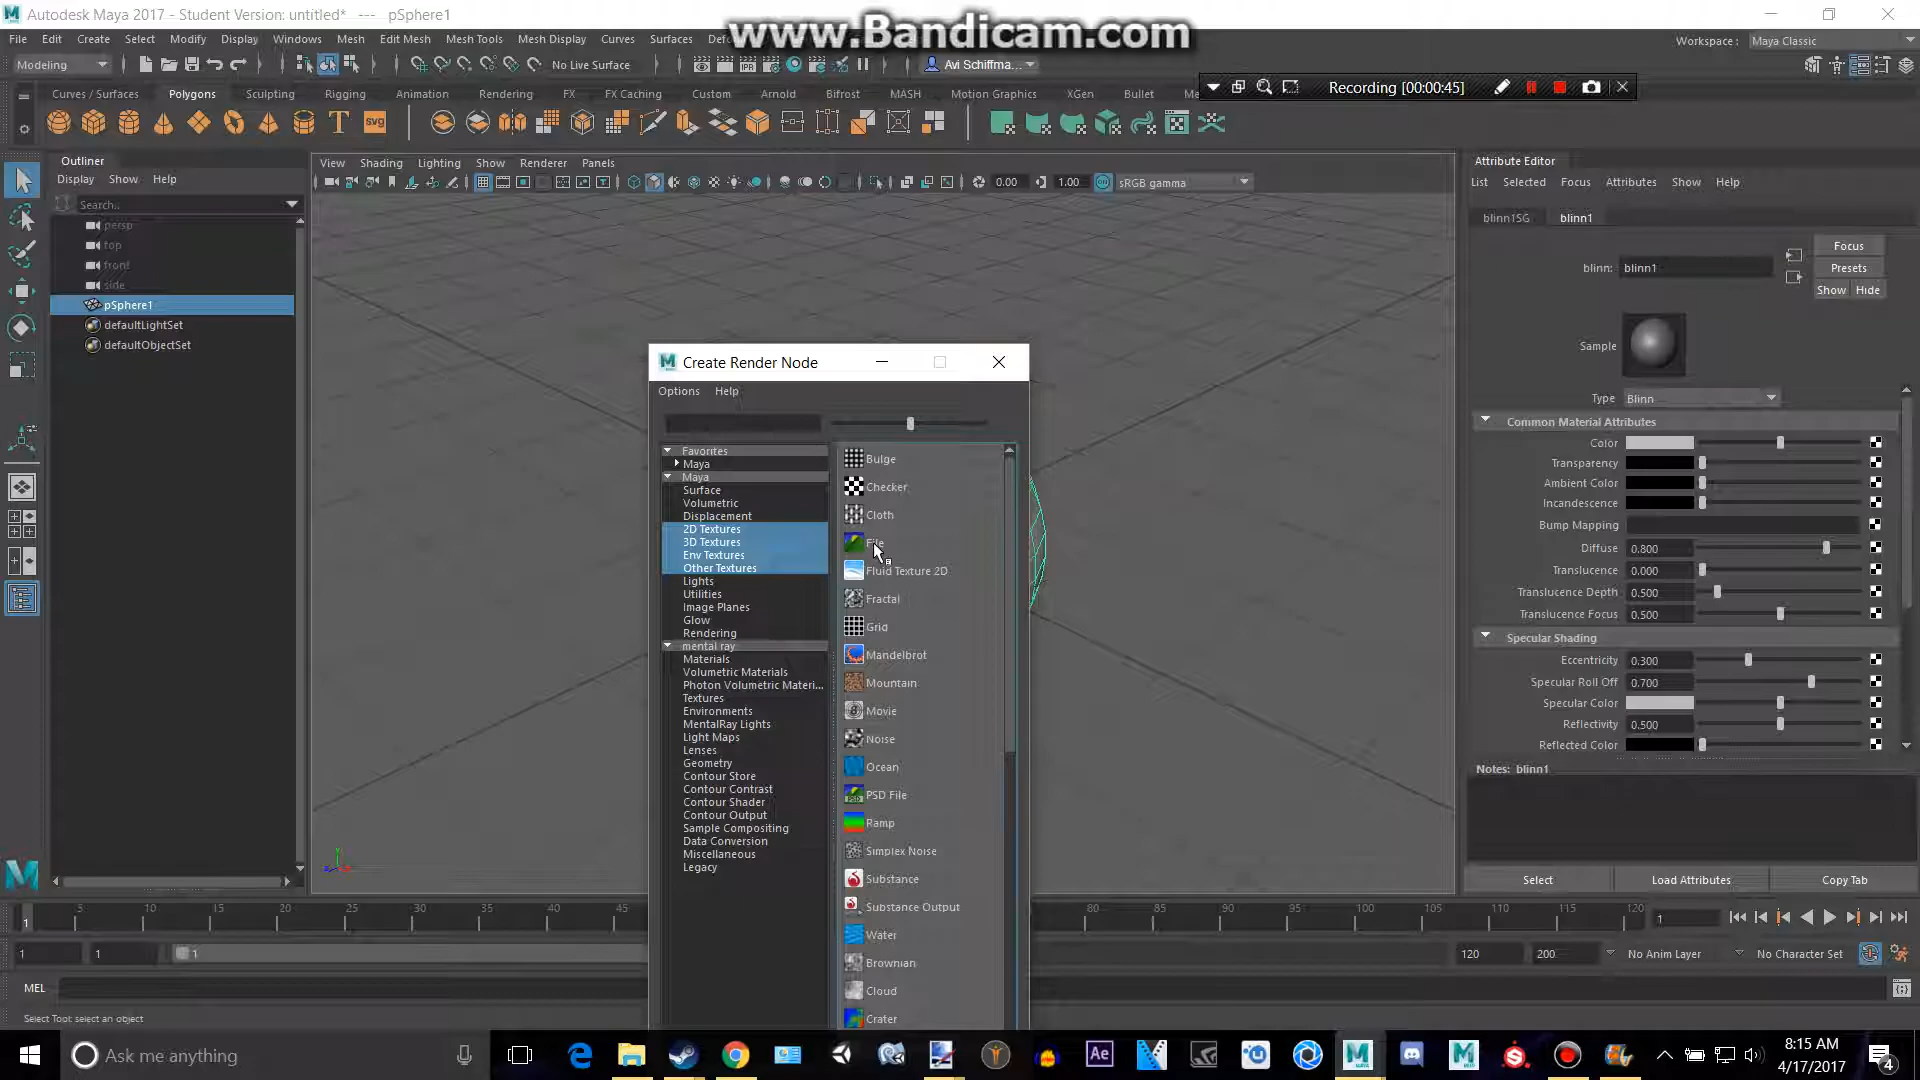 Autodesk Maya 2017 - Student Version: untitled* --- pSphere1
www.Bandicam.com
File Edit Create Select Modify Display Windows Mesh Edit Mesh Mesh Tools Mesh Display Curves Surfaces
Workspace : Maya Classic
Modeling No Live Surface Avi Schiffma...
Recording [00:00:45]
Curves / Surfaces Polygons Sculpting Rigging Animation Rendering FX FX Caching Custom Arnold Bifrost MASH Motion Graphics XGen Bullet
T svg
Outliner
Display Show Help
Search..
persp
top
front
side
pSphere1
defaultLightSet
defaultObjectSet
View Shading Lighting Show Renderer Panels
0.00 1.00 sRGB gamma
Create Render Node
Options Help
Favorites
Maya
Maya
Surface
Volumetric
Displacement
2D Textures
3D Textures
Env Textures
Other Textures
Lights
Utilities
Image Planes
Glow
Rendering
mental ray
Materials
Volumetric Materials
Photon Volumetric Materi...
Textures
Environments
MentalRay Lights
Light Maps
Lenses
Geometry
Contour Store
Contour Contrast
Contour Shader
Contour Output
Sample Compositing
Data Conversion
Miscellaneous
Legacy
Bulge
Checker
Cloth
File
Fluid Texture 2D
Fractal
Grid
Mandelbrot
Mountain
Movie
Noise
Ocean
PSD File
Ramp
Simplex Noise
Substance
Substance Output
Water
Brownian
Cloud
Crater
Attribute Editor
List Selected Focus Attributes Show Help
blinn1SG blinn1
blinn: blinn1
Focus
Presets
Show Hide
Sample
Type Blinn
Common Material Attributes
Color
Transparency
Ambient Color
Incandescence
Bump Mapping
Diffuse 0.800
Translucence 0.000
Translucence Depth 0.500
Translucence Focus 0.500
Specular Shading
Eccentricity 0.300
Specular Roll Off 0.700
Specular Color
Reflectivity 0.500
Reflected Color
Notes: blinn1
Select Load Attributes Copy Tab
1 5 10 15 20 25 30 35 40 45 80 85 90 95 100 105 110 115 120 1
1 1 1 120 200 No Anim Layer No Character Set
MEL
Select Tool: select an object
Ask me anything
Ae
8:15 AM
4/17/2017
4